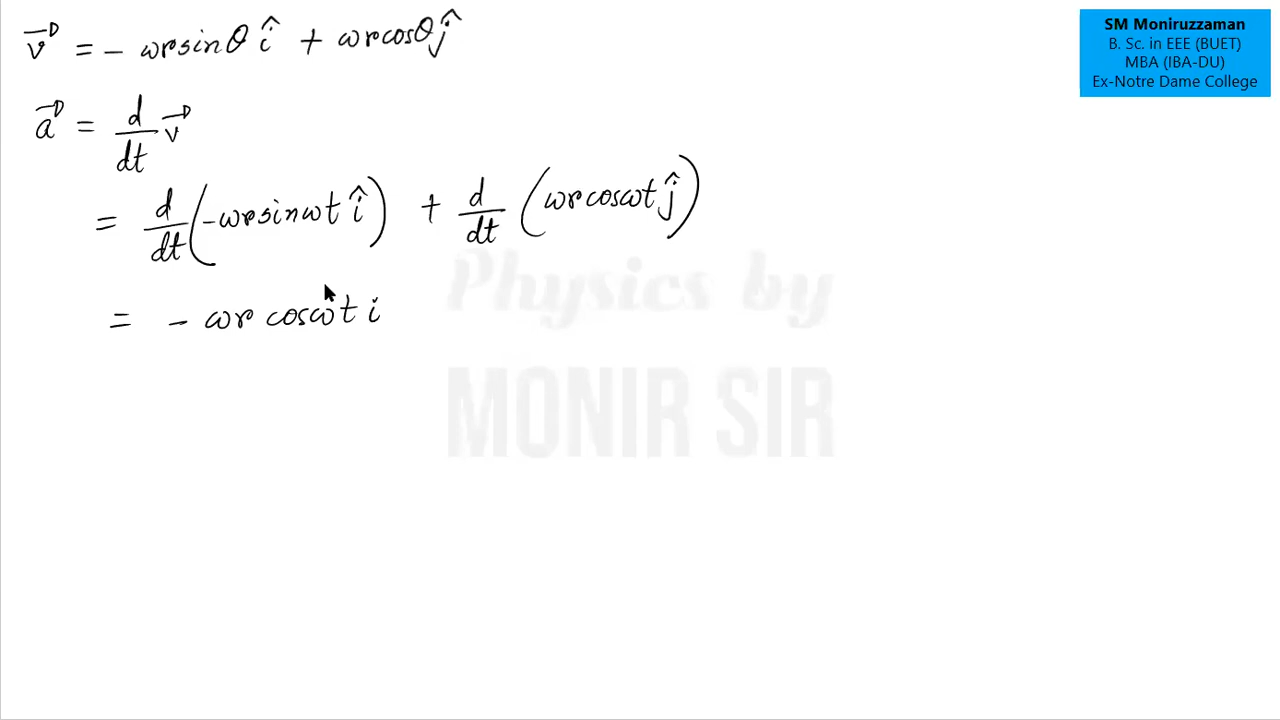 v⃗ = - ωr sinθ î + ωr cosθ ĵ
SM Moniruzzaman
B. Sc. in EEE (BUET)
MBA (IBA-DU)
Ex-Notre Dame College
a⃗ = d/dt v⃗
= d/dt (-ωr sinωt î) + d/dt (ωr cosωt ĵ)
= - ωr cosωt i
Physics by
MONIR SIR